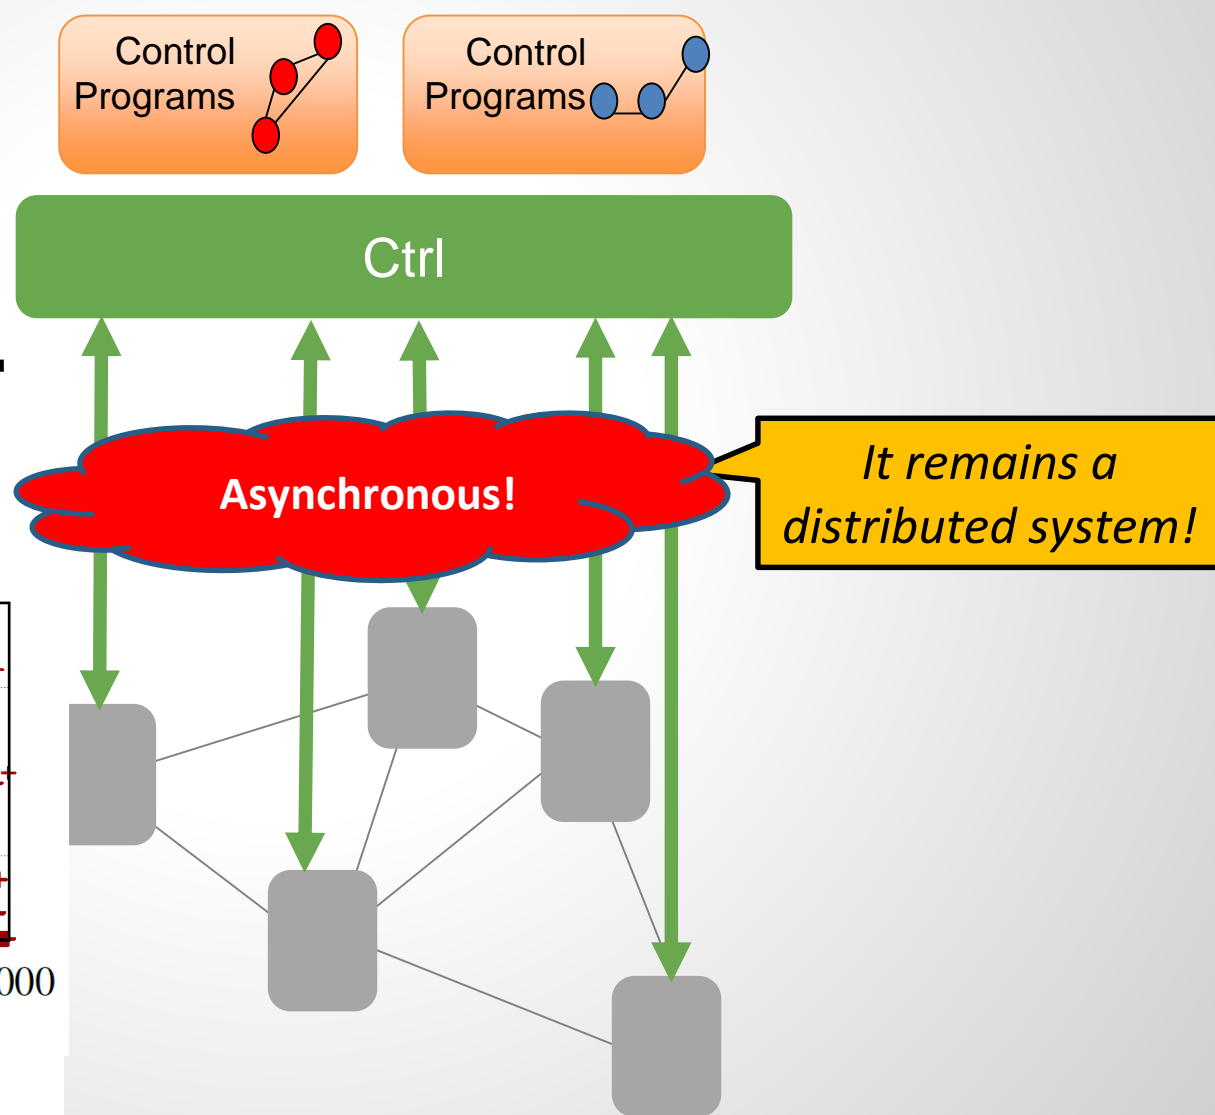 Control
Programs
Control
Programs
Ctrl
Asynchronous!
It remains a
distributed system!
000